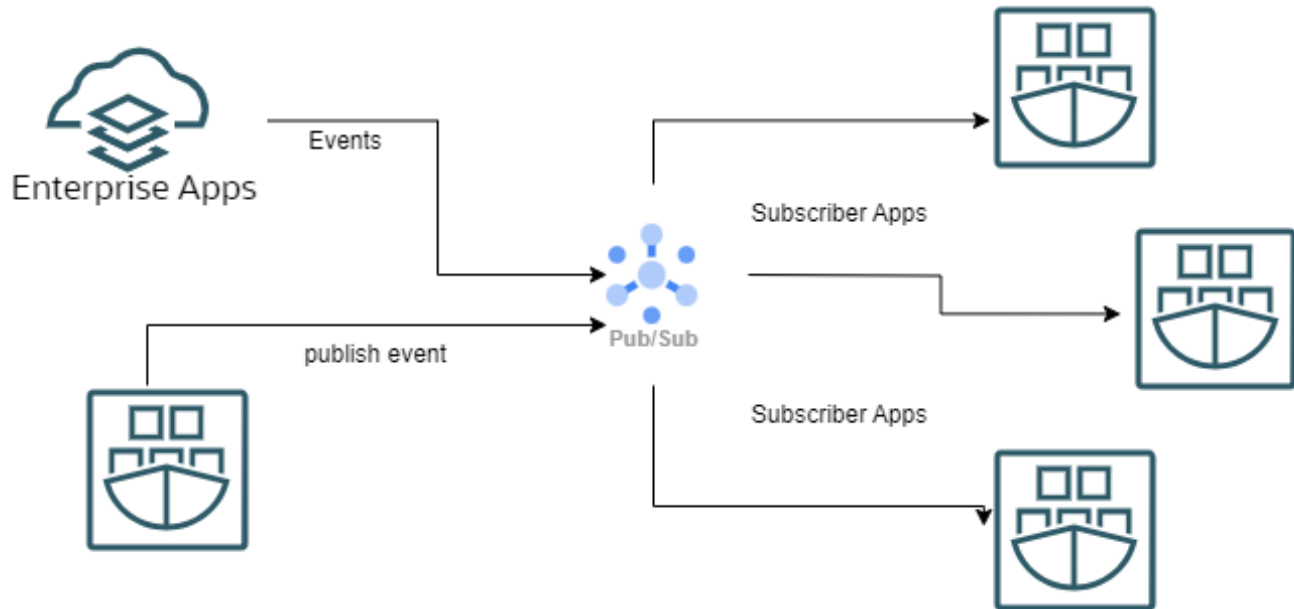 Events
Enterprise Apps
Subscriber Apps
Pub/Sub
publish event
Subscriber Apps